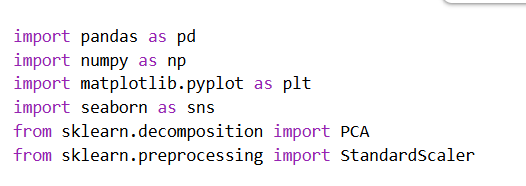 import pandas as pd
import numpy as np
import matplotlib.pyplot as plt
import seaborn as sns
from sklearn.decomposition import PCA
from sklearn.preprocessing import StandardScaler